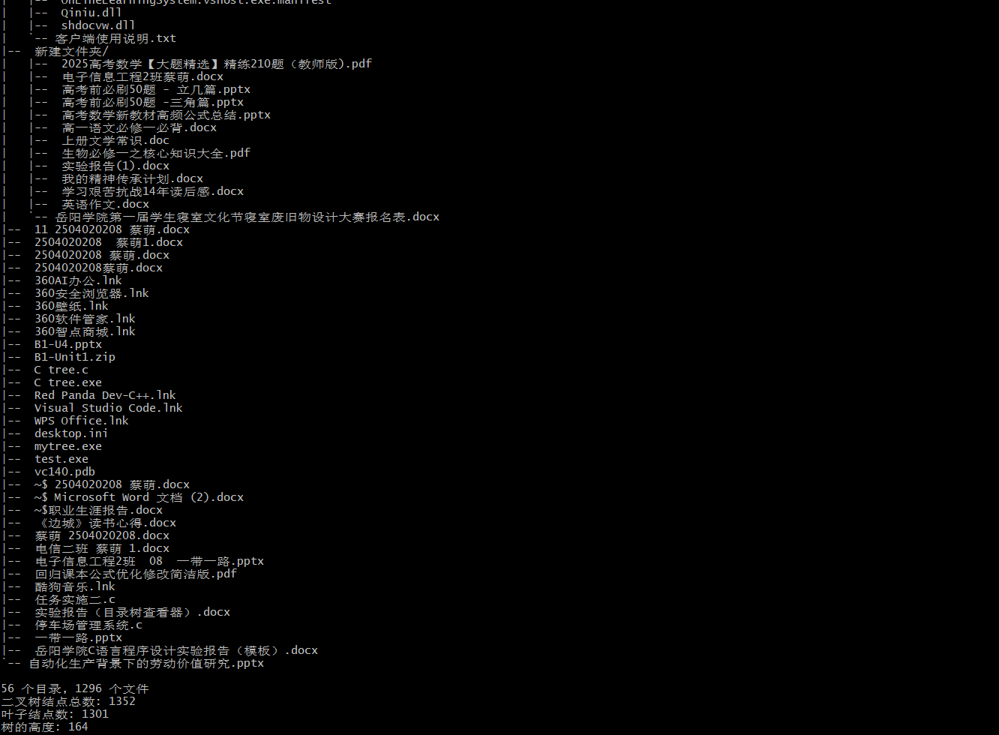 |   |--  OnLineLearningSystem.vshost.exe.manifest
|   |--  Qiniu.dll
|   |--  shdocvw.dll
|   `-- 客户端使用说明.txt
|--  新建文件夹/
|   |--  2025高考数学【大题精选】精练210题（教师版).pdf
|   |--  电子信息工程2班蔡萌.docx
|   |--  高考前必刷50题 - 立几篇.pptx
|   |--  高考前必刷50题 -三角篇.pptx
|   |--  高考数学新教材高频公式总结.pptx
|   |--  高一语文必修一必背.docx
|   |--  上册文学常识.doc
|   |--  生物必修一之核心知识大全.pdf
|   |--  实验报告(1).docx
|   |--  我的精神传承计划.docx
|   |--  学习艰苦抗战14年读后感.docx
|   |--  英语作文.docx
|   `-- 岳阳学院第一届学生寝室文化节寝室废旧物设计大赛报名表.docx
|--  11 2504020208 蔡萌.docx
|--  2504020208  蔡萌1.docx
|--  2504020208 蔡萌.docx
|--  2504020208蔡萌.docx
|--  360AI办公.lnk
|--  360安全浏览器.lnk
|--  360壁纸.lnk
|--  360软件管家.lnk
|--  360智点商城.lnk
|--  B1-U4.pptx
|--  B1-Unit1.zip
|--  C tree.c
|--  C tree.exe
|--  Red Panda Dev-C++.lnk
|--  Visual Studio Code.lnk
|--  WPS Office.lnk
|--  desktop.ini
|--  mytree.exe
|--  test.exe
|--  vc140.pdb
|--  ~$ 2504020208 蔡萌.docx
|--  ~$ Microsoft Word 文档 (2).docx
|--  ~$职业生涯报告.docx
|--  《边城》读书心得.docx
|--  蔡萌 2504020208.docx
|--  电信二班 蔡萌 1.docx
|--  电子信息工程2班  08  一带一路.pptx
|--  回归课本公式优化修改简洁版.pdf
|--  酷狗音乐.lnk
|--  任务实施二.c
|--  实验报告（目录树查看器）.docx
|--  停车场管理系统.c
|--  一带一路.pptx
|--  岳阳学院C语言程序设计实验报告（模板）.docx
`-- 自动化生产背景下的劳动价值研究.pptx
56 个目录, 1296 个文件
二叉树结点总数: 1352
叶子结点数: 1301
树的高度: 164